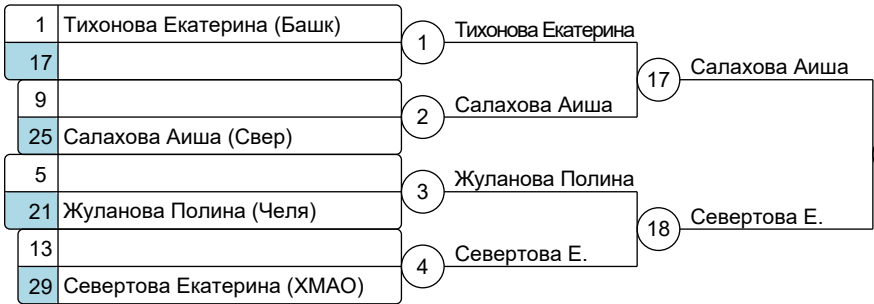 1 Тихонова Екатерина (Башк)
17
9
25 Салахова Аиша (Свер)
5
21 Жуланова Полина (Челя)
13
29 Севертова Екатерина (ХМАО)
1 Тихонова Екатерина
2 Салахова Аиша
3 Жуланова Полина
4 Севертова Е.
17 Салахова Аиша
18 Севертова Е.